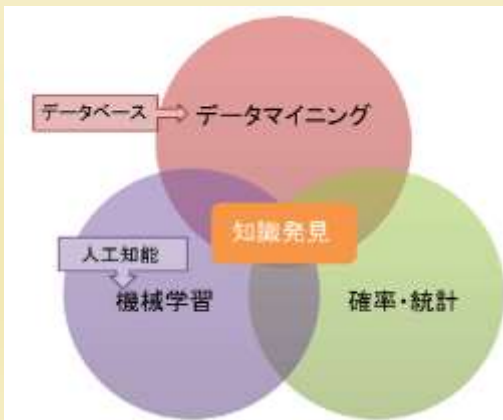 データベース
データマイニング
知識発見
人工知能
機械学習
確率・統計